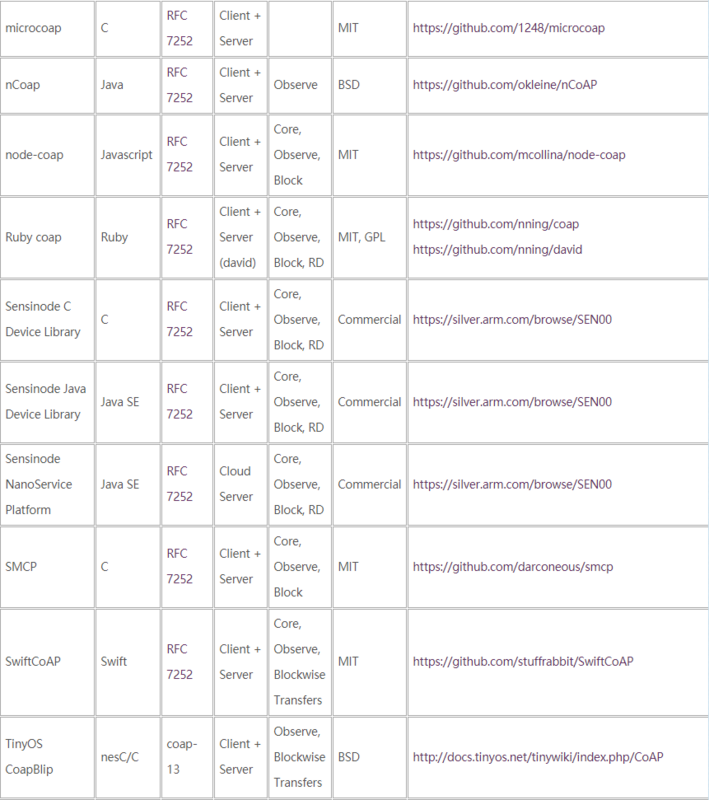 microcoap C RFC 7252 Client + Server MIT https://github.com/1248/microcoap
nCoap Java RFC 7252 Client + Server Observe BSD https://github.com/okleine/nCoAP
node-coap Javascript RFC 7252 Client + Server Core, Observe, Block MIT https://github.com/mcollina/node-coap
Ruby coap Ruby RFC 7252 Client + Server (david) Core, Observe, Block, RD MIT, GPL https://github.com/nning/coap https://github.com/nning/david
Sensinode C Device Library C RFC 7252 Client + Server Core, Observe, Block, RD Commercial https://silver.arm.com/browse/SEN00
Sensinode Java Device Library Java SE RFC 7252 Client + Server Core, Observe, Block, RD Commercial https://silver.arm.com/browse/SEN00
Sensinode NanoService Platform Java SE RFC 7252 Cloud Server Core, Observe, Block, RD Commercial https://silver.arm.com/browse/SEN00
SMCP C RFC 7252 Client + Server Core, Observe, Block MIT https://github.com/darconeous/smcp
SwiftCoAP Swift RFC 7252 Client + Server Core, Observe, Blockwise Transfers MIT https://github.com/stuffrabbit/SwiftCoAP
TinyOS CoapBlip nesC/C coap-13 Client + Server Observe, Blockwise Transfers BSD http://docs.tinyos.net/tinywiki/index.php/CoAP